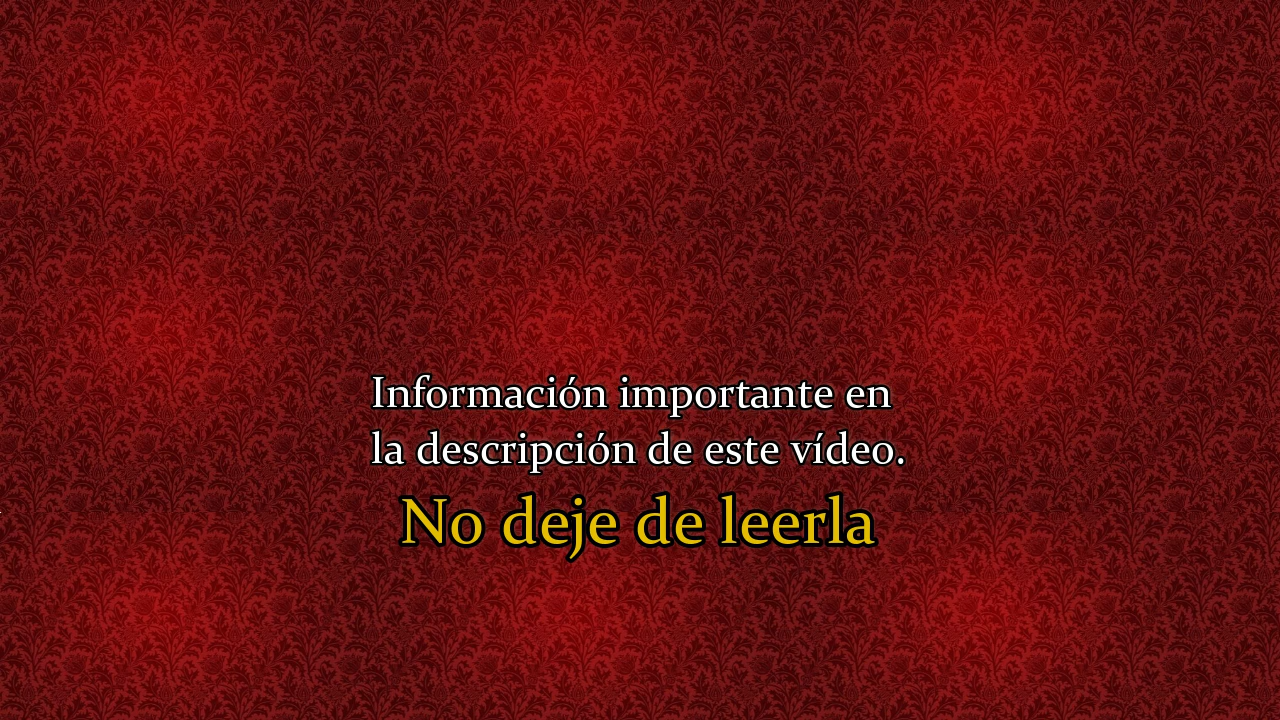 Información importante en
la descripción de este vídeo.
No deje de leerla